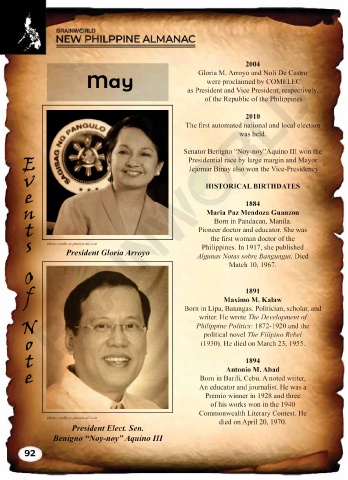 BRAINWORLD
NEW PHILPPINE ALMANAC
May
Events Of Note
President Gloria Arroyo
President Elect. Sen.
Benigno "Noy-noy" Aquino III
2004
Gloria M. Arroyo and Noli De Castro
were proclaimed by COMELEC
as President and Vice President, respectively,
of the Republic of the Philippines.
2010
The first automated national and local election
was held.
Senator Benigno "Noy-noy"Aquino III won the
Presidential race by large margin and Mayor
Jejomar Binay also won the Vice-Presidency
HISTORICAL BIRTHDATES
1884
Maria Paz Mendoza Guanzon
Born in Pandacan, Manila.
Pioneer doctor and educator. She was
the first woman doctor of the
Philippines. In 1917, she published
Algunas Notas sobre Bangungut. Died
Match 10, 1967.
1891
Maximo M. Kalaw
Born in Lipa, Batangas. Politician, scholar, and
writer. He wrote The Development of
Philippine Politics: 1872-1920 and the
political novel The Filipino Rebel
(1930). He died on March 23, 1955.
1894
Antonio M. Abad
Born in Barili, Cebu. A noted writer,
An educator and journalist. He was a
Premio winner in 1928 and three
of his works won in the 1940
Commonwealth Literary Contest. He
died on April 20, 1970.
92